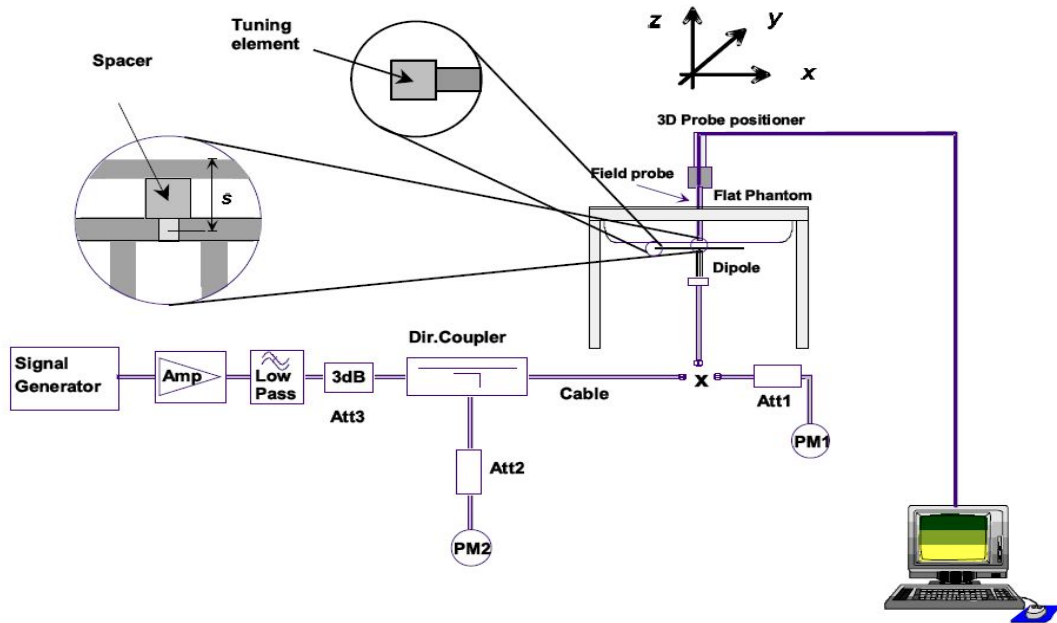 Tuning
element
Spacer
z
y
x
3D Probe positioner
Field probe
Flat Phantom
s
Dipole
Dir.Coupler
Signal
Generator
Amp
Low
Pass
3dB
Att3
Cable
x
Att1
PM1
Att2
PM2